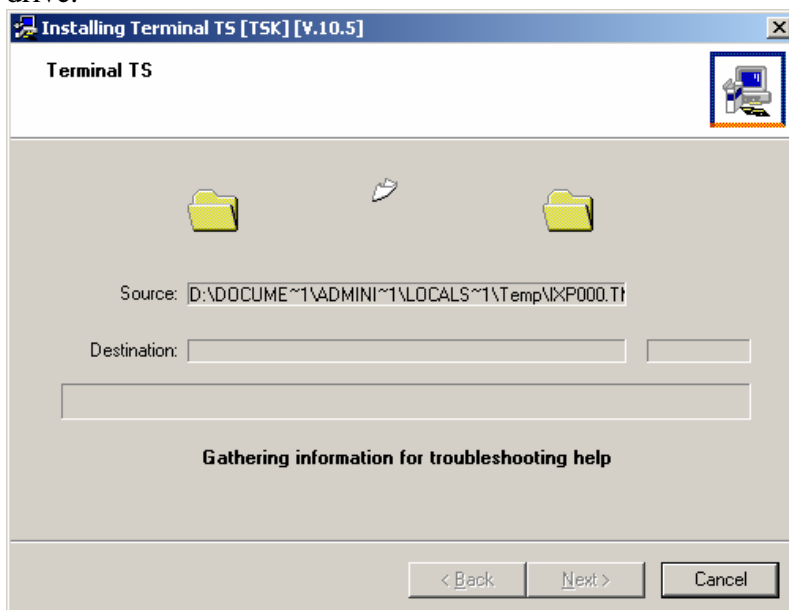 drive.
Installing Terminal TS [TSK] [V.10.5]
Terminal TS
Source: D:\DOCUME~1\ADMINI~1\LOCALS~1\Temp\IXP000.T
Destination:
Gathering information for troubleshooting help
< Back Next > Cancel